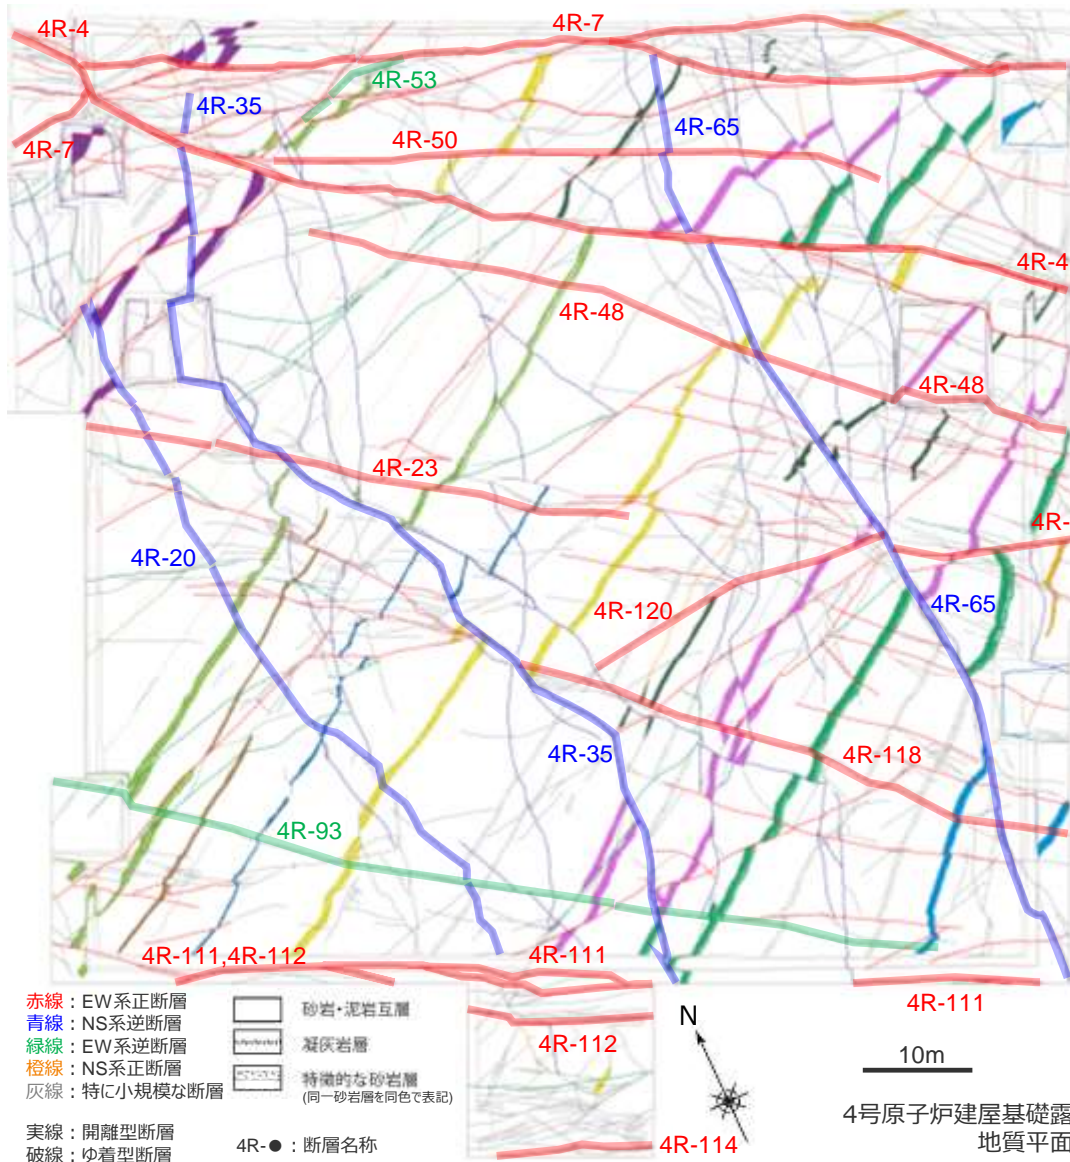 4R-4
4R-7
4R-53
4R-35
4R-65
4R-50
4R-7
4R-4
4R-48
4R-48
4R-23
4R-
4R-20
4R-120
4R-65
4R-35
4R-118
4R-93
4R-111,4R-112
4R-111
4R-111
4R-112
4R-114
赤線：EW系正断層
青線：NS系逆断層
緑線：EW系逆断層
橙線：NS系正断層
灰線：特に小規模な断層
実線：開離型断層
破線：ゆ着型断層
砂岩・泥岩互層
凝灰岩層
特徴的な砂岩層
(同一砂岩層を同色で表記)
4R-●：断層名称
N
10m
4号原子炉建屋基礎露
地質平面